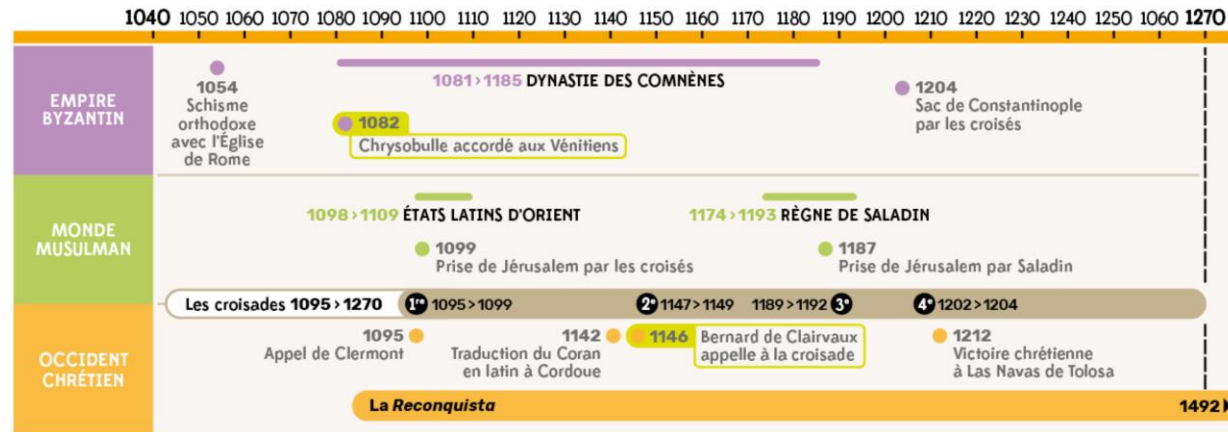 1040 1050 1060 1070 1080 1090 1100 1110 1120 1130 1140 1150 1160 1170 1180 1190 1200 1210 1220 1230 1240 1250 1060 1270
EMPIRE
BYZANTIN
1054
Schisme
orthodoxe
avec l'Église
de Rome
1081 › 1185 DYNASTIE DES COMNÈNES
1082
Chrysobulle accordé aux Vénitiens
1204
Sac de Constantinople
par les croisés
MONDE
MUSULMAN
1098 › 1109 ÉTATS LATINS D'ORIENT
1099
Prise de Jérusalem par les croisés
1174 › 1193 RÈGNE DE SALADIN
1187
Prise de Jérusalem par Saladin
Les croisades 1095 › 1270
1re 1095 › 1099
2e 1147 › 1149
1189 › 1192 3e
4e 1202 › 1204
OCCIDENT
CHRÉTIEN
1095
Appel de Clermont
1142
Traduction du Coran
en latin à Cordoue
1146 Bernard de Clairvaux
appelle à la croisade
1212
Victoire chrétienne
à Las Navas de Tolosa
La Reconquista
1492